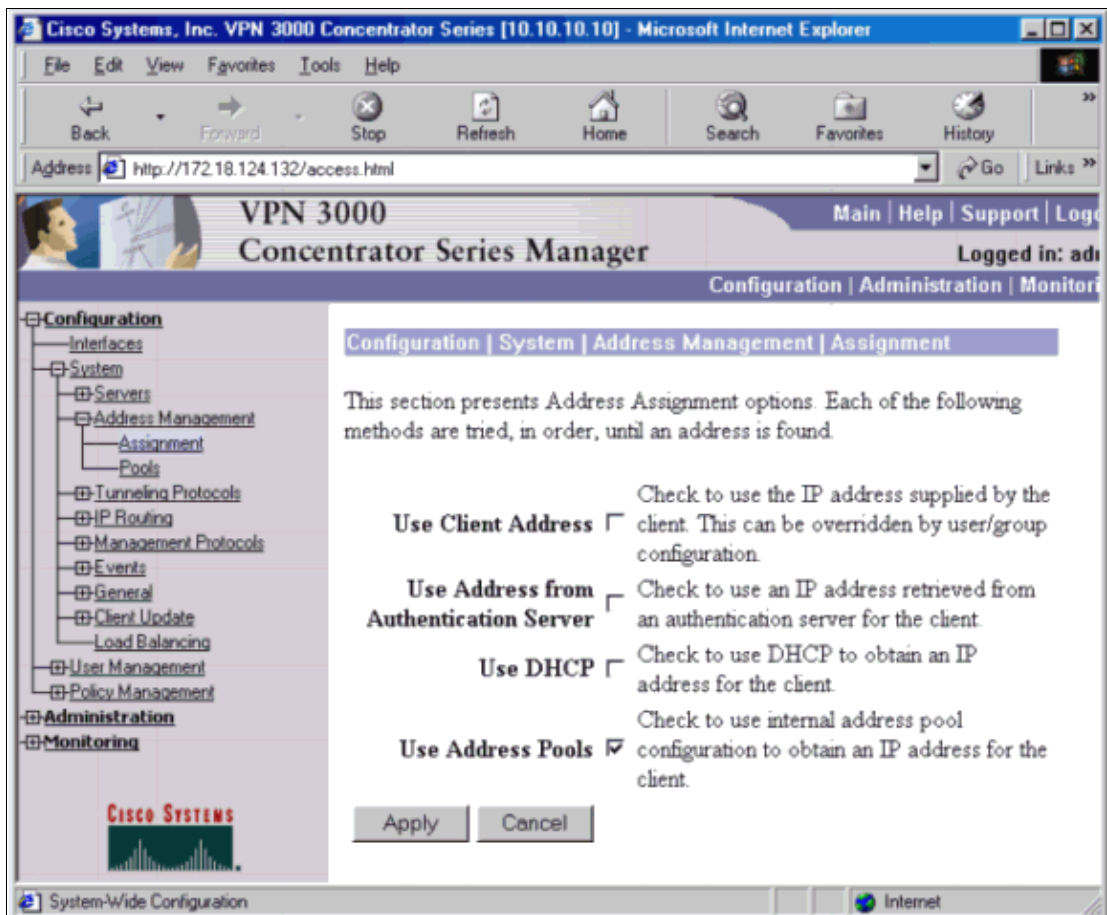 Cisco Systems, Inc. VPN 3000 Concentrator Series [10.10.10.10] - Microsoft Internet Explorer
File Edit View Favorites Tools Help
Back Forward Stop Refresh Home Search Favorites History »
Address http://172.18.124.132/access.html Go Links »
VPN 3000
Concentrator Series Manager
Main | Help | Support | Logo
Logged in: adi
Configuration | Administration | Monitori
Configuration
Interfaces
System
Servers
Address Management
Assignment
Pools
Tunneling Protocols
IP Routing
Management Protocols
Events
General
Client Update
Load Balancing
User Management
Policy Management
Administration
Monitoring
CISCO SYSTEMS
Configuration | System | Address Management | Assignment
This section presents Address Assignment options. Each of the following
methods are tried, in order, until an address is found.
Use Client Address
Check to use the IP address supplied by the
client. This can be overridden by user/group
configuration.
Use Address from
Authentication Server
Check to use an IP address retrieved from
an authentication server for the client.
Use DHCP
Check to use DHCP to obtain an IP
address for the client.
Use Address Pools
Check to use internal address pool
configuration to obtain an IP address for the
client.
Apply Cancel
System-Wide Configuration Internet